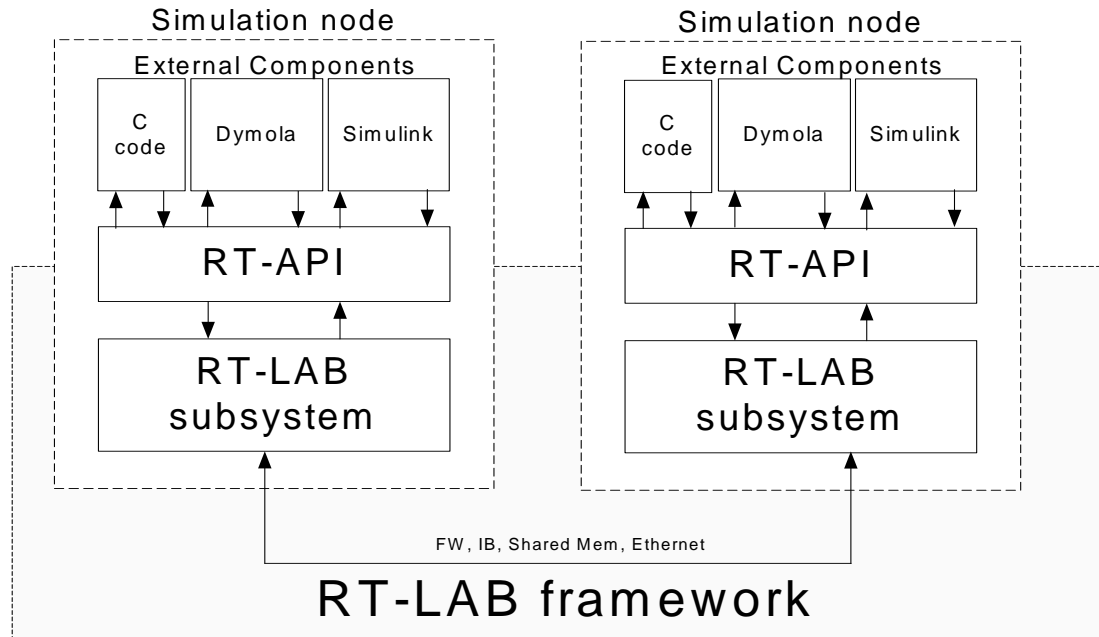 Simulation node
External Components
C
code
Dymola
Simulink
RT-API
RT-LAB
subsystem
Simulation node
External Components
C
code
Dymola
Simulink
RT-API
RT-LAB
subsystem
FW, IB, Shared Mem, Ethernet
RT-LAB framework